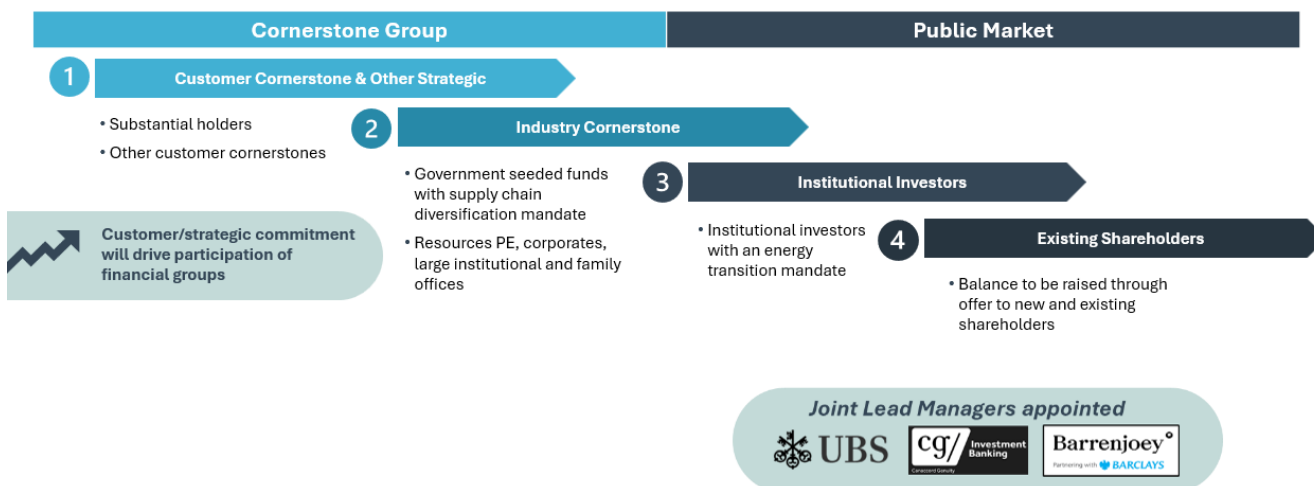 Cornerstone Group
Public Market
1
Customer Cornerstone & Other Strategic
• Substantial holders
• Other customer cornerstones
Customer/strategic commitment
will drive participation of
financial groups
2
Industry Cornerstone
• Government seeded funds
with supply chain
diversification mandate
• Resources PE, corporates,
large institutional and family
offices
3
Institutional Investors
• Institutional investors
with an energy
transition mandate
4
Existing Shareholders
• Balance to be raised through
offer to new and existing
shareholders
Joint Lead Managers appointed
UBS
cg/
Investment
Banking
Canaccord Genuity
Barrenjoey
Partnering with BARCLAYS